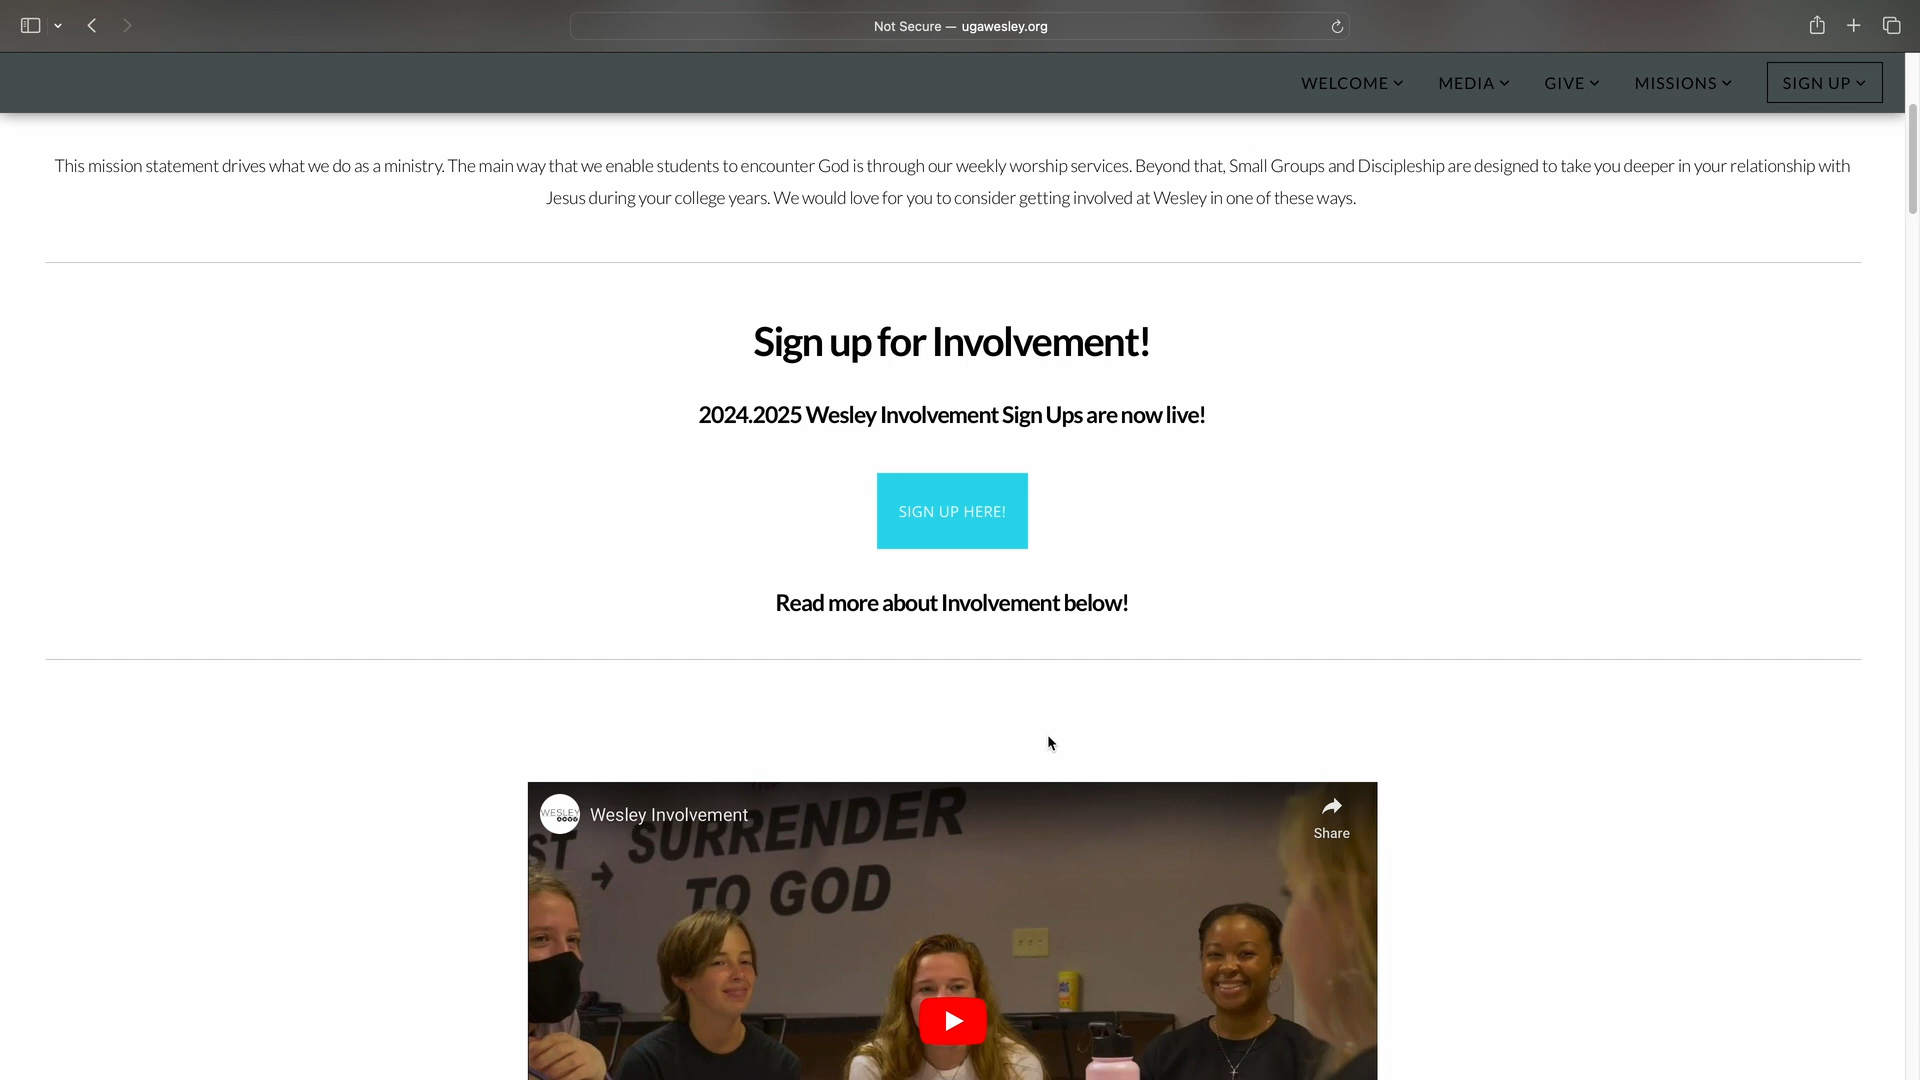 Not Secure — ugawesley.org
WELCOME MEDIA GIVE MISSIONS SIGN UP
This mission statement drives what we do as a ministry. The main way that we enable students to encounter God is through our weekly worship services. Beyond that, Small Groups and Discipleship are designed to take you deeper in your relationship with
Jesus during your college years. We would love for you to consider getting involved at Wesley in one of these ways.
Sign up for Involvement!
2024.2025 Wesley Involvement Sign Ups are now live!
SIGN UP HERE!
Read more about Involvement below!
WESLEY
Wesley Involvement
Share
ST → SURRENDER
TO GOD